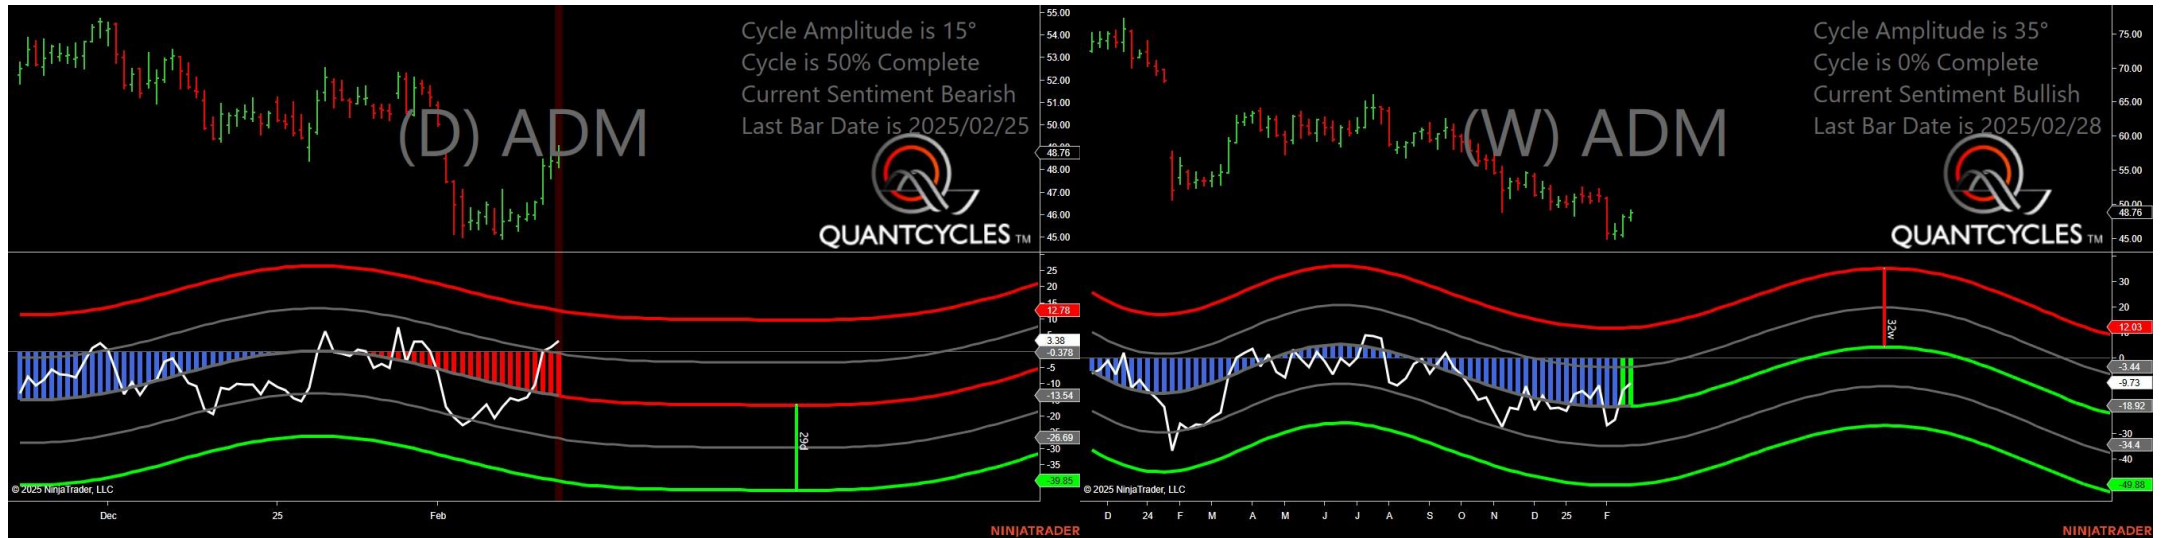 Cycle Amplitude is 15°
Cycle is 50% Complete
Current Sentiment Bearish
Last Bar Date is 2025/02/25
(D) ADM
QUANTCYCLES TM
55.00
54.00
53.00
52.00
51.00
50.00
48.76
48.00
47.00
46.00
45.00
25
20
15
12.78
10
5
3.38
-0.378
-5
-10
-13.54
-20
-26.69
-30
-35
-39.85
29d
© 2025 NinjaTrader, LLC
Dec
25
Feb
NINJATRADER
Cycle Amplitude is 35°
Cycle is 0% Complete
Current Sentiment Bullish
Last Bar Date is 2025/02/28
(W) ADM
QUANTCYCLES TM
75.00
70.00
65.00
60.00
55.00
50.00
48.76
45.00
30
20
12.03
0
-3.44
-9.73
-18.92
-30
-34.4
-40
-49.88
32w
© 2025 NinjaTrader, LLC
D
24
F
M
A
M
J
J
A
S
O
N
D
25
F
NINJATRADER